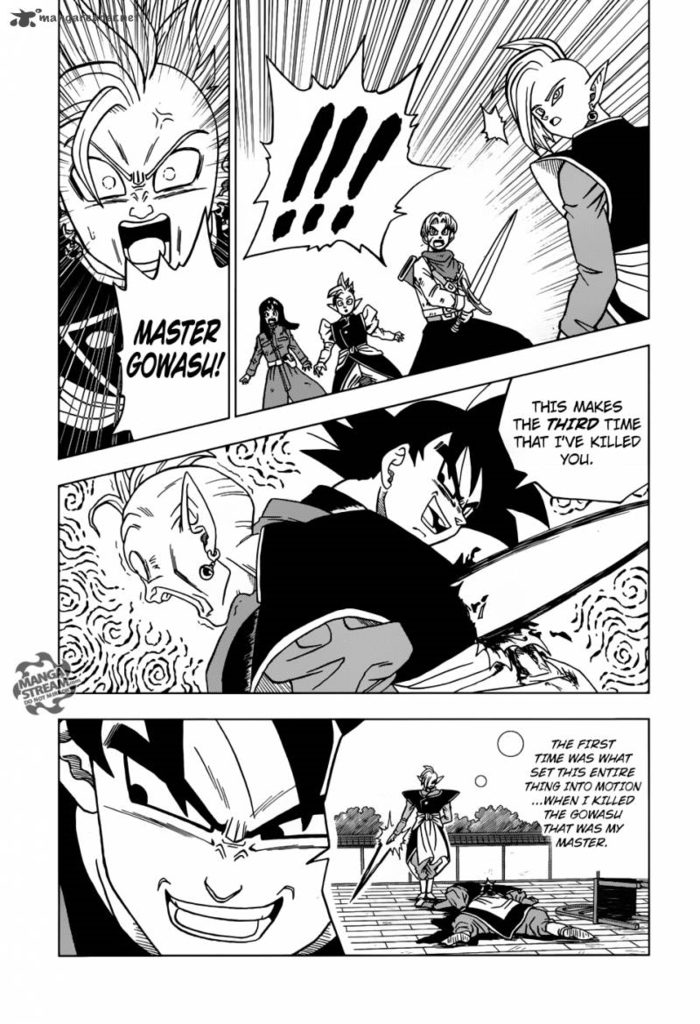 mangareader.net
!!!
MASTER
GOWASU!
THIS MAKES
THE THIRD TIME
THAT I'VE KILLED
YOU.
MANGA
STREAM
THE FIRST
TIME WAS WHAT
SET THIS ENTIRE
THING INTO MOTION
...WHEN I KILLED
THE GOWASU
THAT WAS MY
MASTER.